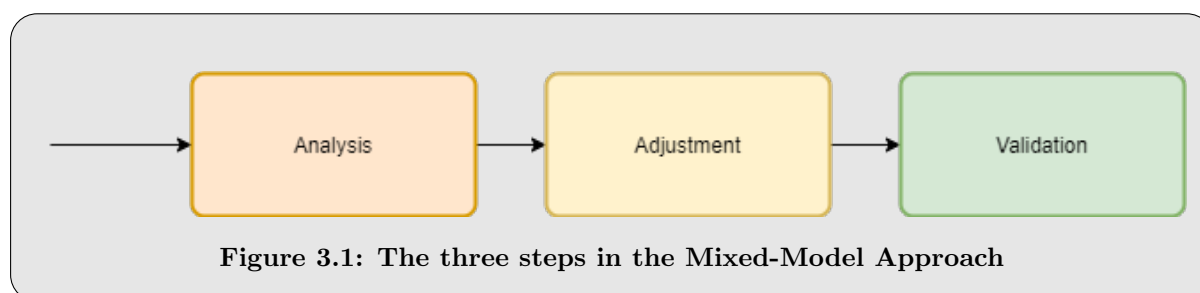 Analysis
Adjustment
Validation
Figure 3.1: The three steps in the Mixed-Model Approach